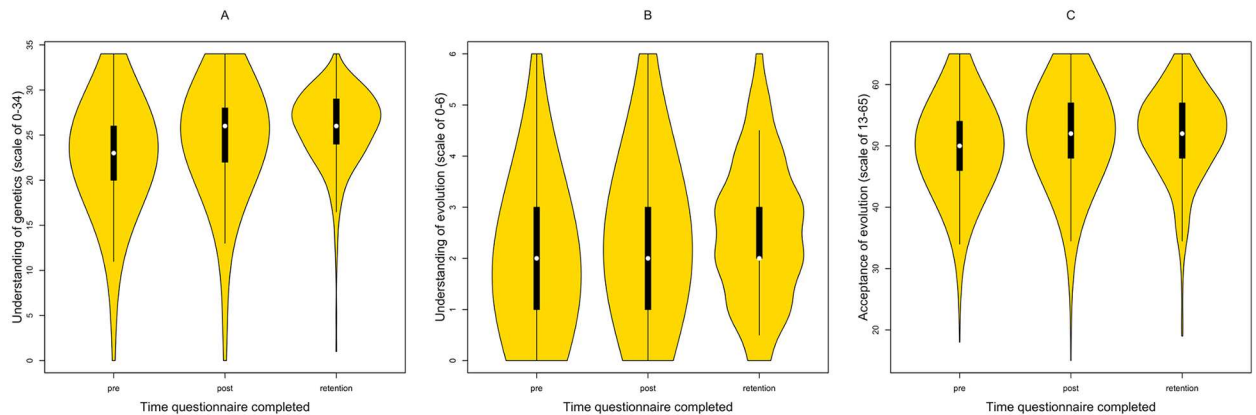 A
Understanding of genetics (scale of 0-34)
35
30
25
20
15
10
5
0
pre post retention
Time questionnaire completed
B
Understanding of evolution (scale of 0-6)
6
5
4
3
2
1
0
pre post retention
Time questionnaire completed
C
Acceptance of evolution (scale of 13-65)
60
50
40
30
20
pre post retention
Time questionnaire completed